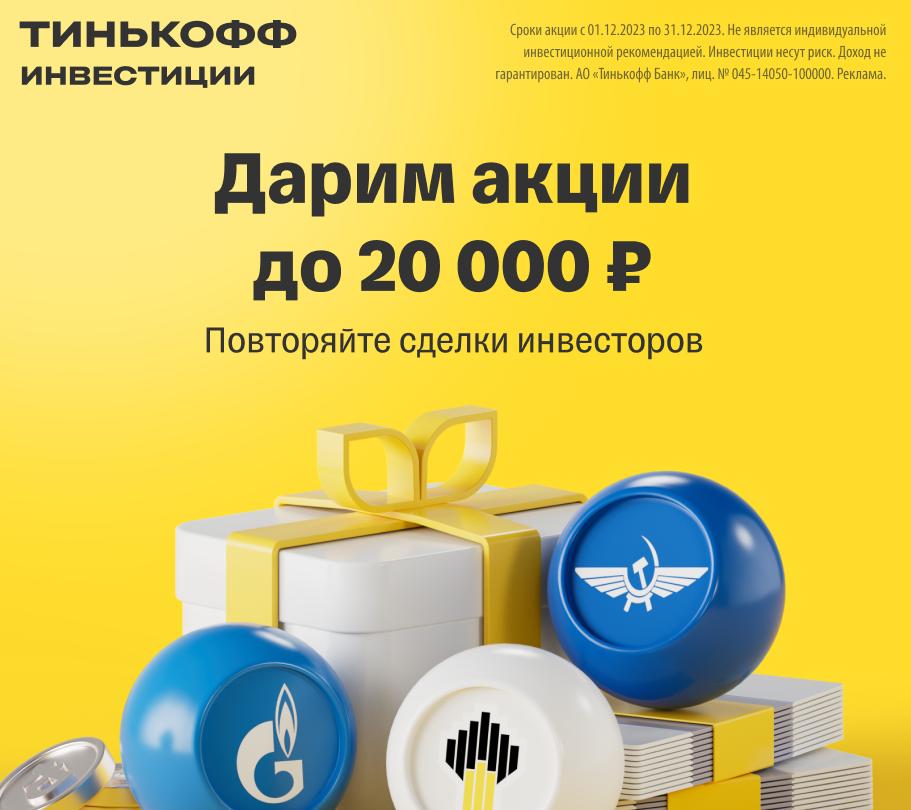 ТИНЬКОФФ
ИНВЕСТИЦИИ
Сроки акции с 01.12.2023 по 31.12.2023. Не является индивидуальной
инвестиционной рекомендацией. Инвестиции несут риск. Доход не
гарантирован. АО «Тинькофф Банк», лиц. № 045-14050-100000. Реклама.
Дарим акции
до 20 000 ₽
Повторяйте сделки инвесторов